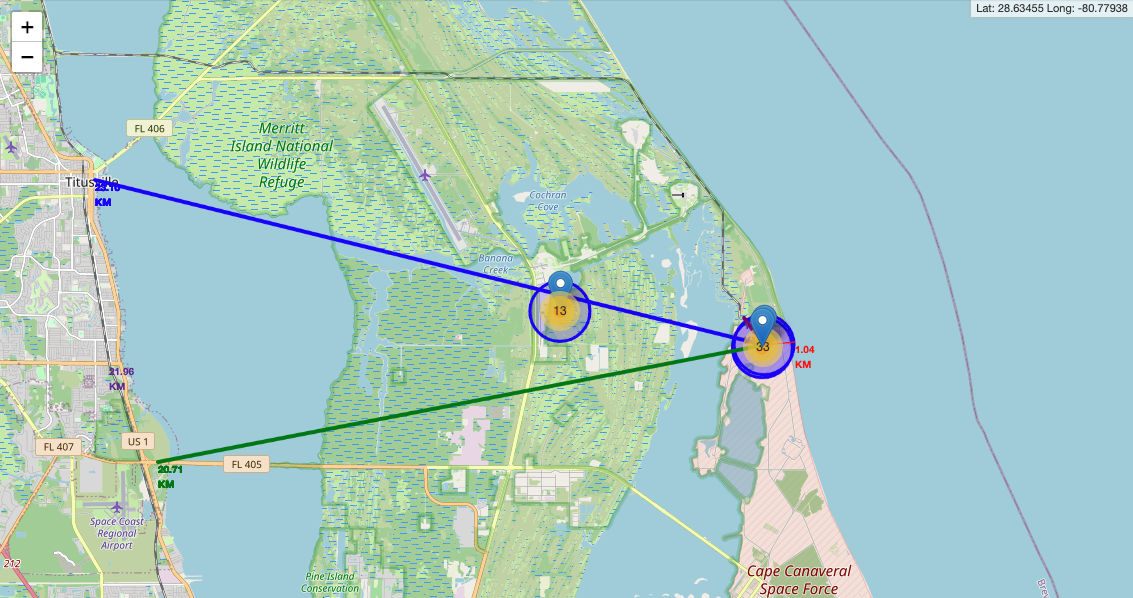 +
−
Lat: 28.63455 Long: -80.77938
FL 406
Merritt
Island National
Wildlife
Refuge
Titusville
KM
Cochran
Cove
Banana
Creek
13
33
1.04
KM
21.96
KM
US 1
FL 407
FL 405
20.71
KM
Space Coast
Regional
Airport
212
Pine Island
Conservation
Cape Canaveral
Space Force
Brev